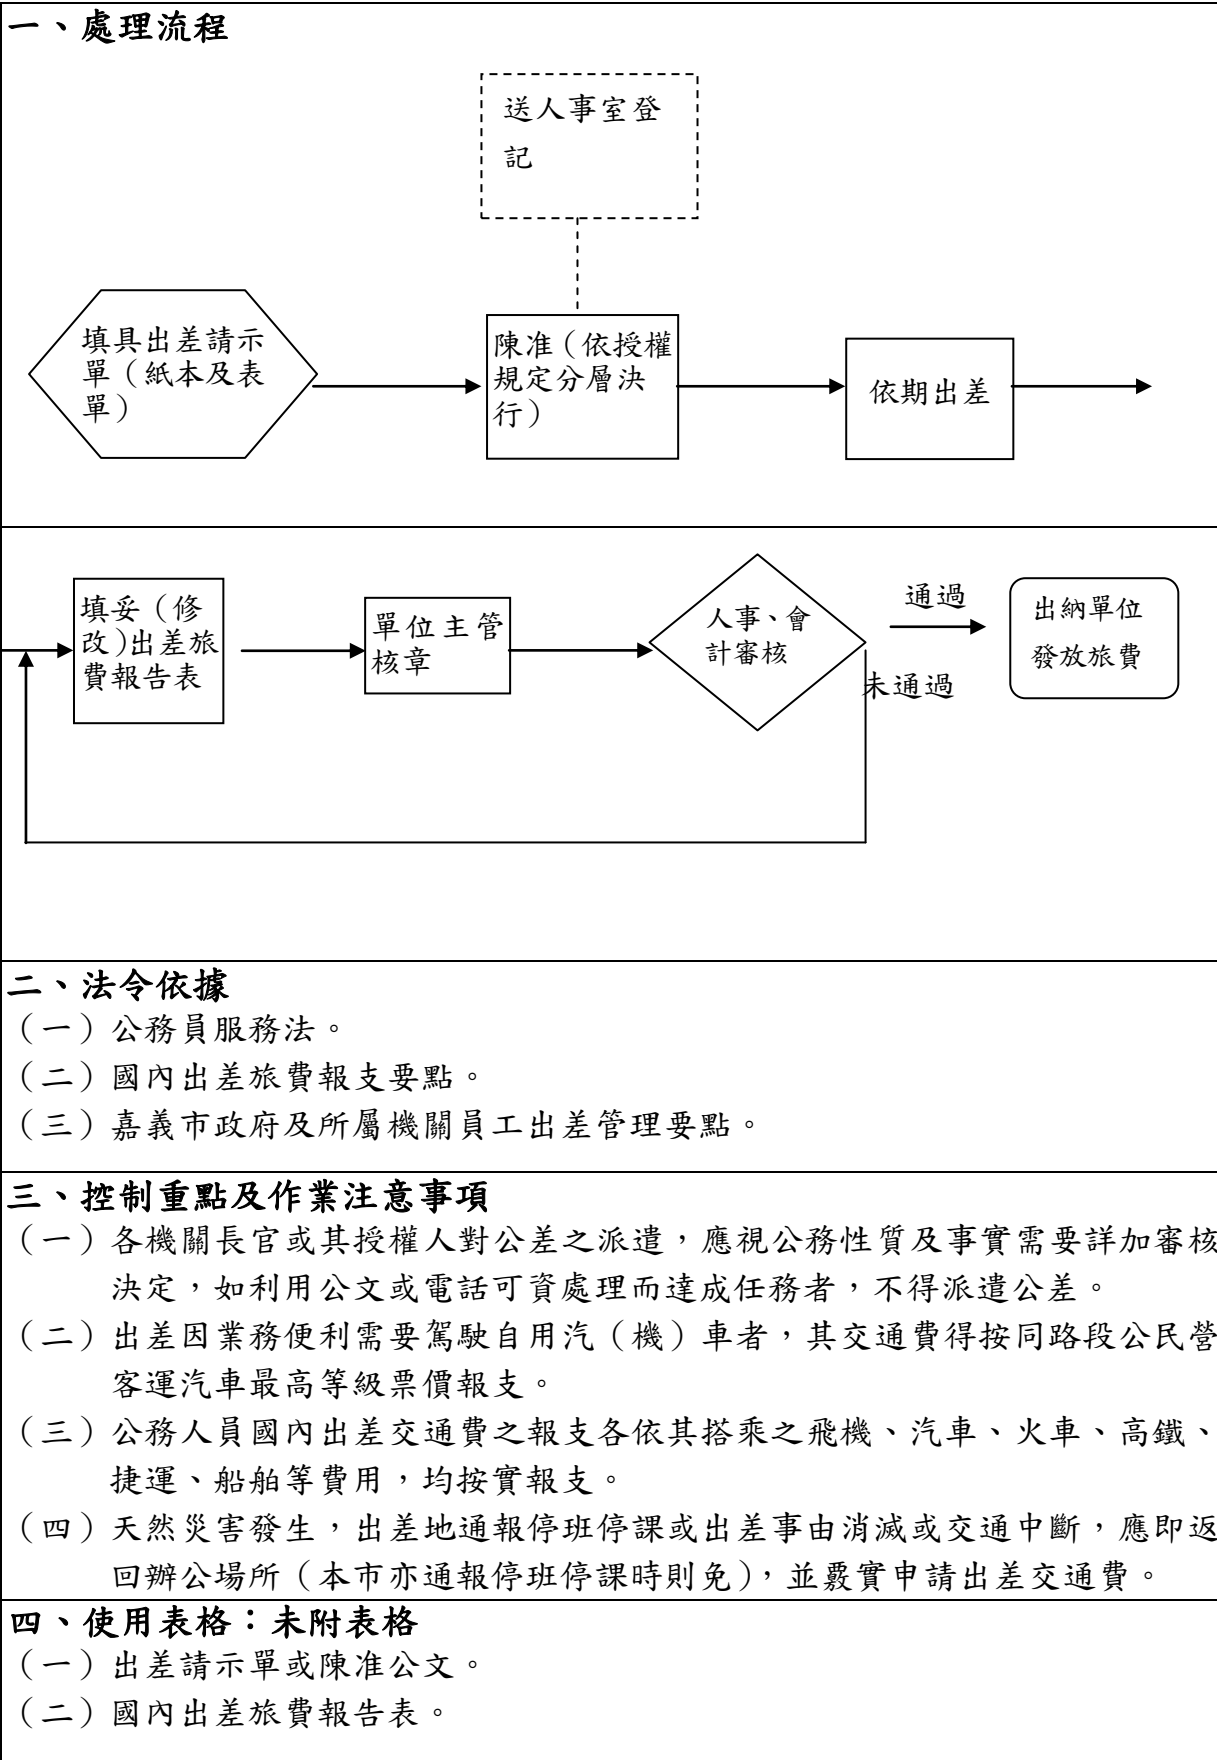 一、處理流程
送人事室登
記
填具出差請示
單（紙本及表
單）
陳准（依授權
規定分層決
行）
依期出差
填妥（修
改）出差旅
費報告表
單位主管
核章
人事、會
計審核
通過
未通過
出納單位
發放旅費
二、法令依據
（一）公務員服務法。
（二）國內出差旅費報支要點。
（三）嘉義市政府及所屬機關員工出差管理要點。
三、控制重點及作業注意事項
（一）各機關長官或其授權人對公差之派遣，應視公務性質及事實需要詳加審核
決定，如利用公文或電話可資處理而達成任務者，不得派遣公差。
（二）出差因業務便利需要駕駛自用汽（機）車者，其交通費得按同路段公民營
客運汽車最高等級票價報支。
（三）公務人員國內出差交通費之報支各依其搭乘之飛機、汽車、火車、高鐵、
捷運、船舶等費用，均按實報支。
（四）天然災害發生，出差地通報停班停課或出差事由消滅或交通中斷，應即返
回辦公場所（本市亦通報停班停課時則免），並覈實申請出差交通費。
四、使用表格：未附表格
（一）出差請示單或陳准公文。
（二）國內出差旅費報告表。